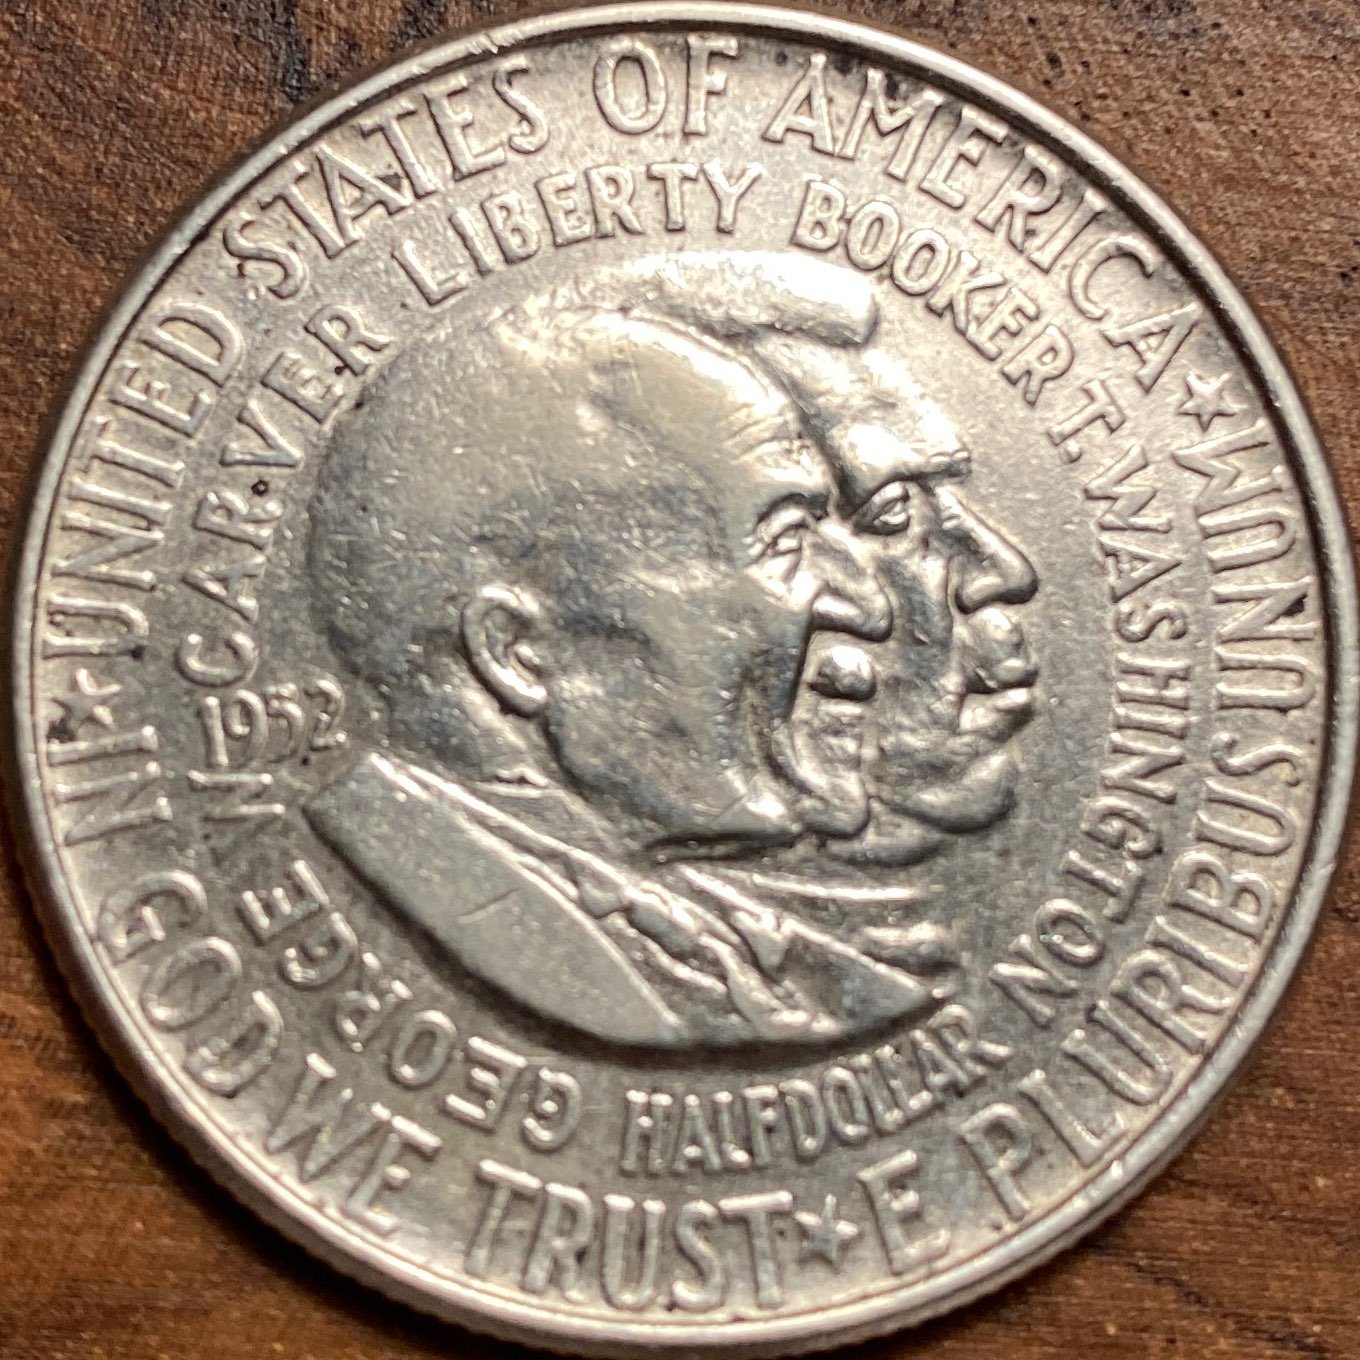 UNITED STATES OF AMERICA ★ E PLURIBUS UNUM ★ IN GOD WE TRUST ★
GEORGE W. CARVER LIBERTY BOOKER T. WASHINGTON
1952
HALF DOLLAR